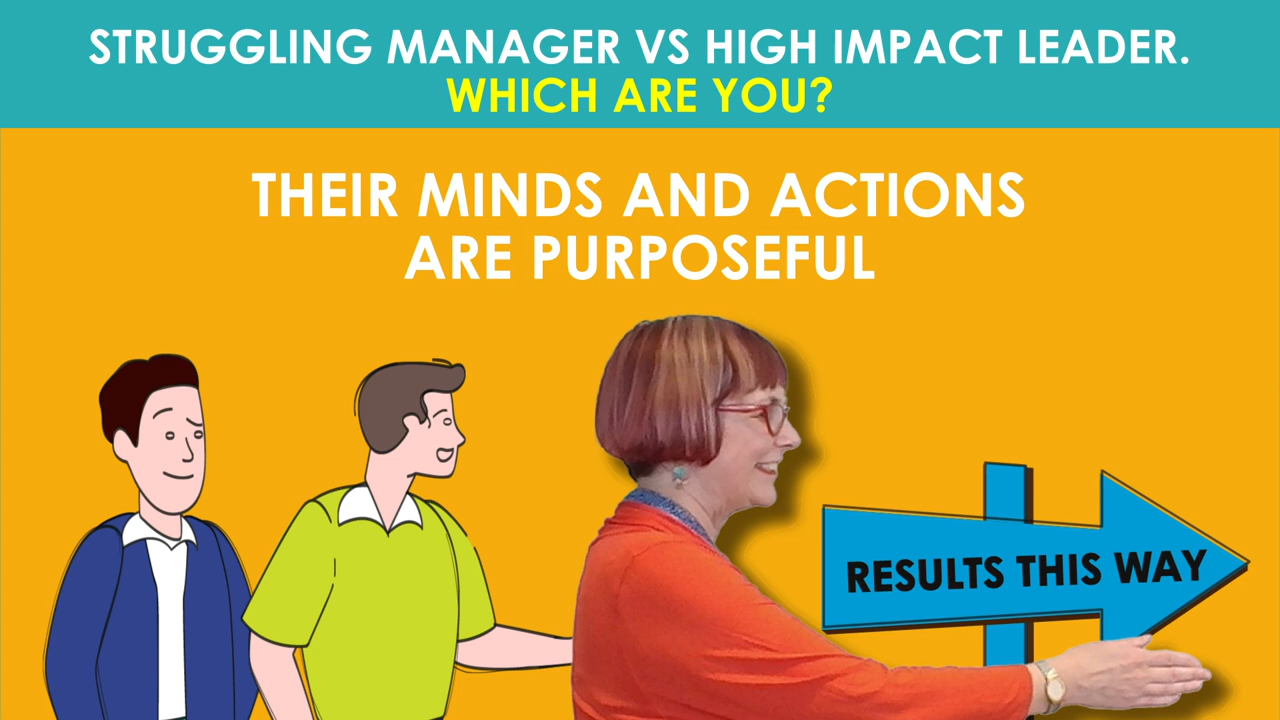 STRUGGLING MANAGER VS HIGH IMPACT LEADER.
WHICH ARE YOU?
THEIR MINDS AND ACTIONS
ARE PURPOSEFUL
RESULTS THIS WAY